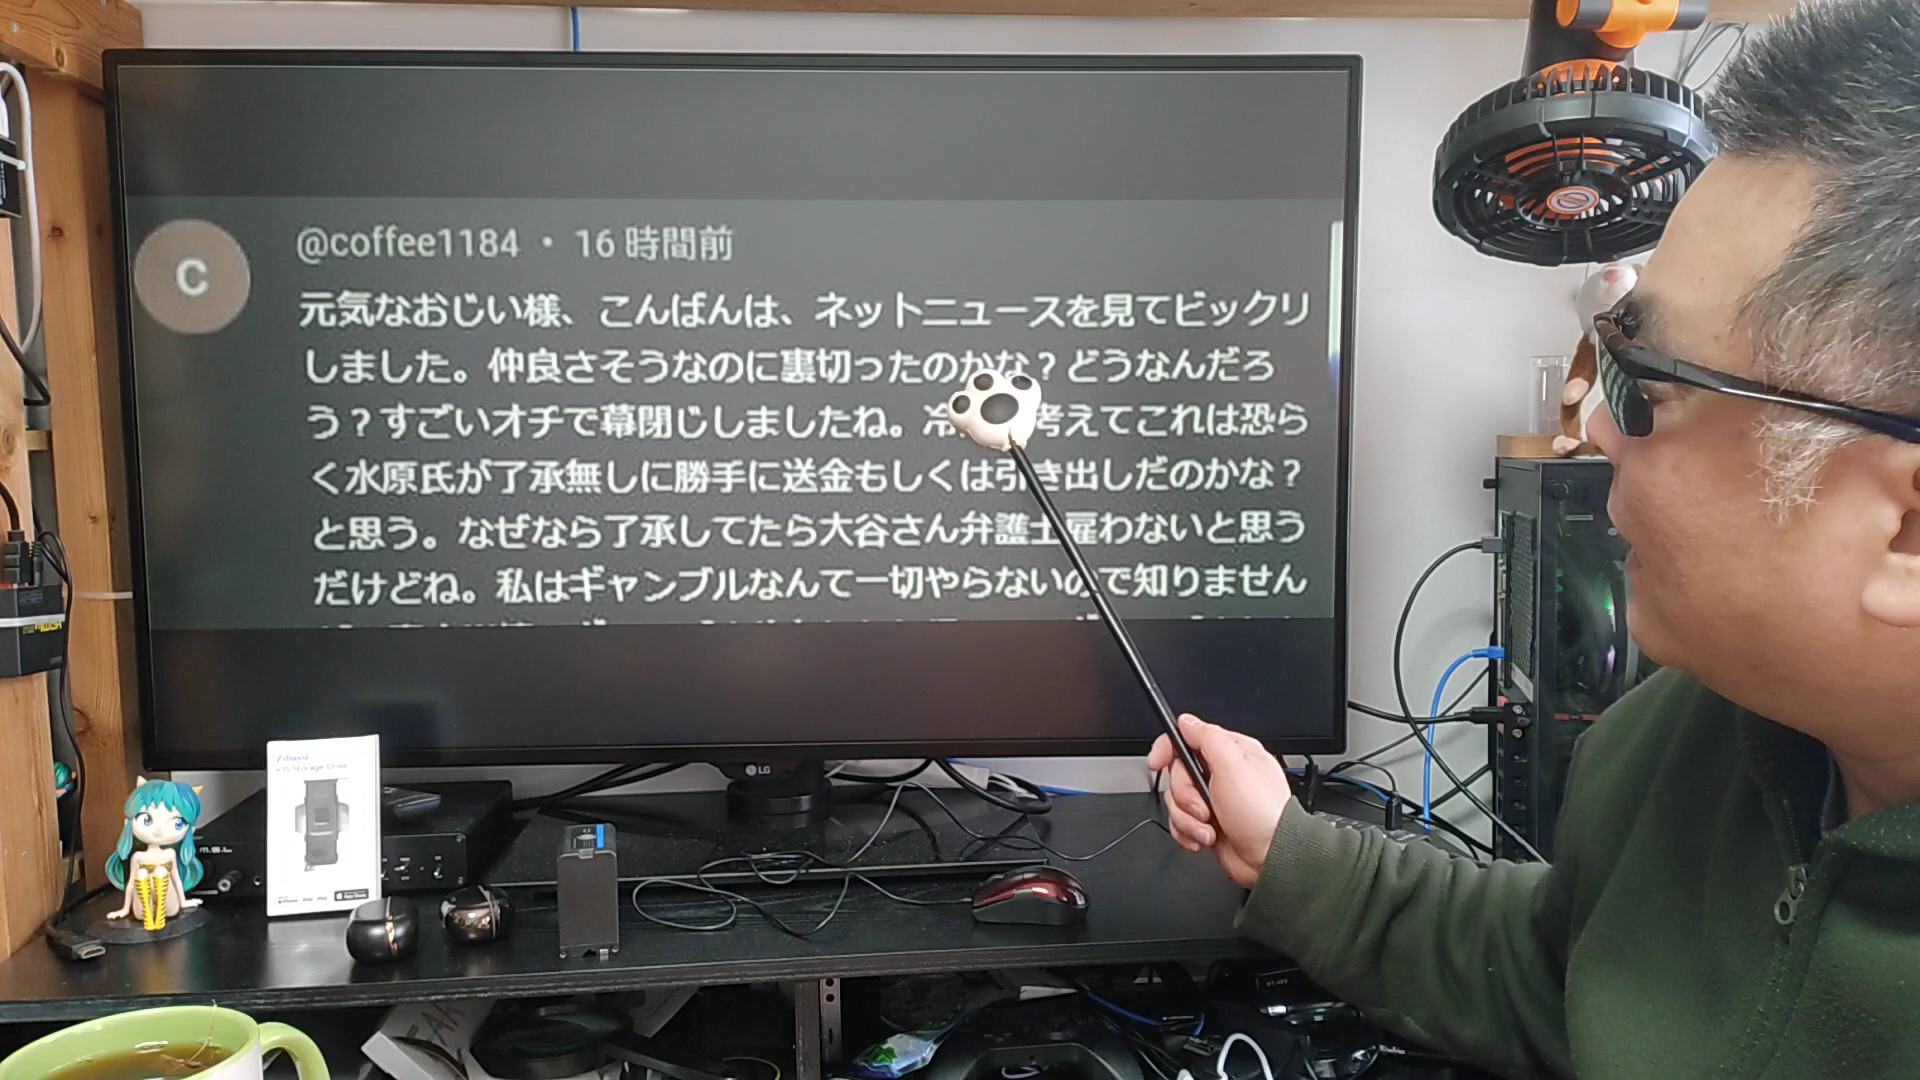 @coffee1184 • 16 時間前
C
元気なおじい様、こんばんは、ネットニュースを見てビックリ
しました。仲良さそうなのに裏切ったのかな？どうなんだろ
う？すごいオチで幕閉じしましたね。冷 考えてこれは恐ら
く水原氏が了承無しに勝手に送金もしくは引き出しだのかな？
と思う。なぜなら了承してたら大谷さん弁護士雇わないと思う
だけどね。私はギャンブルなんて一切やらないので知りません
LG